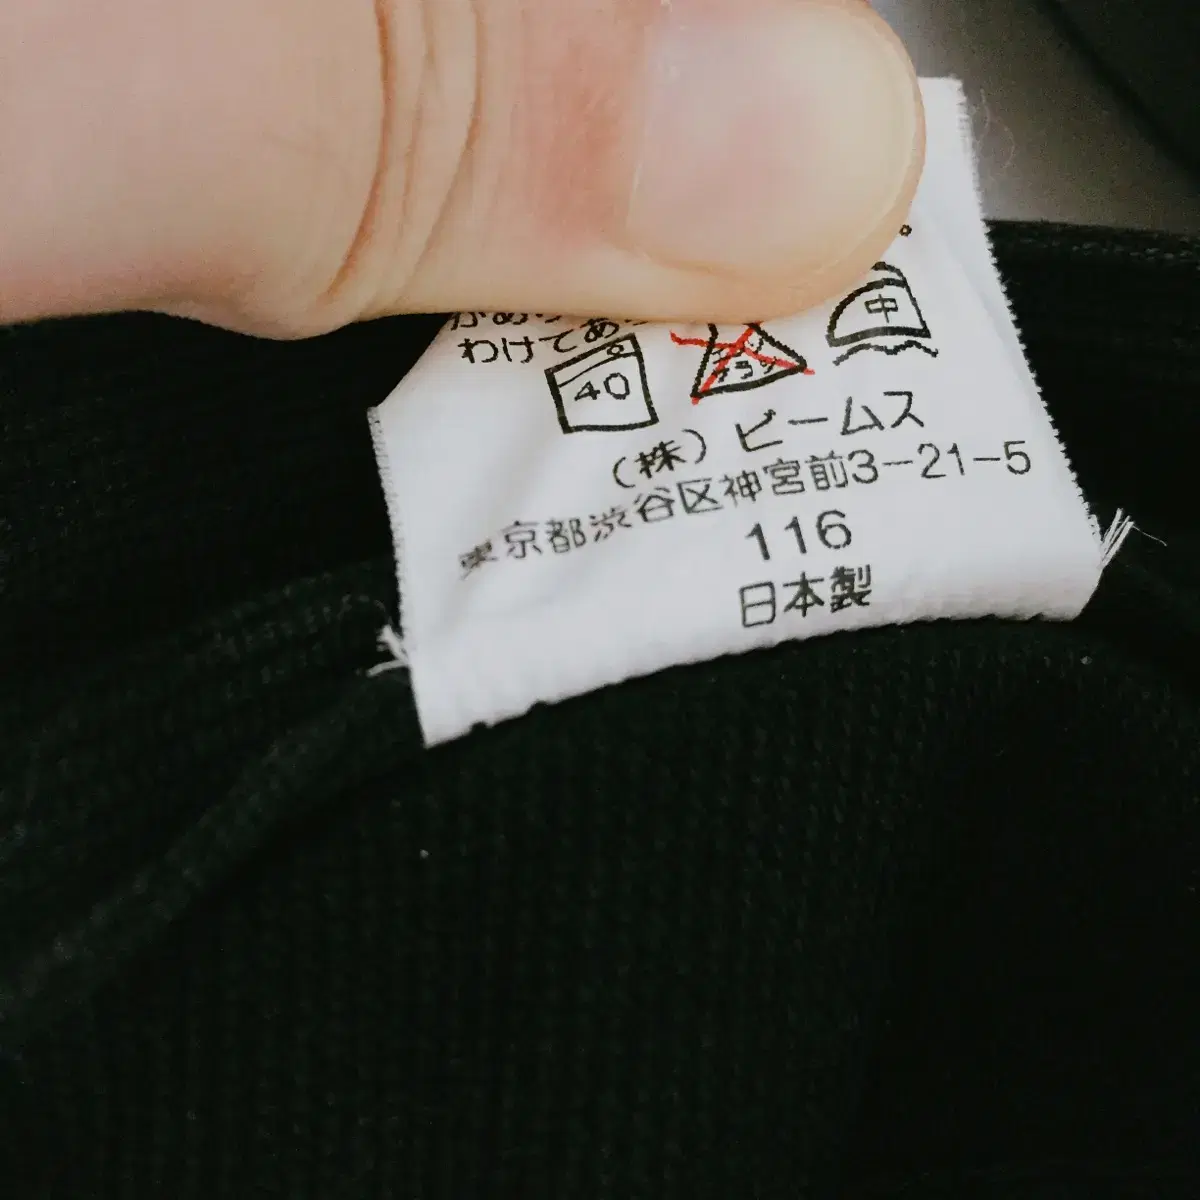 わけてあ
40
中
(株) ビームス
東京都渋谷区神宮前3-21-5
116
日本製